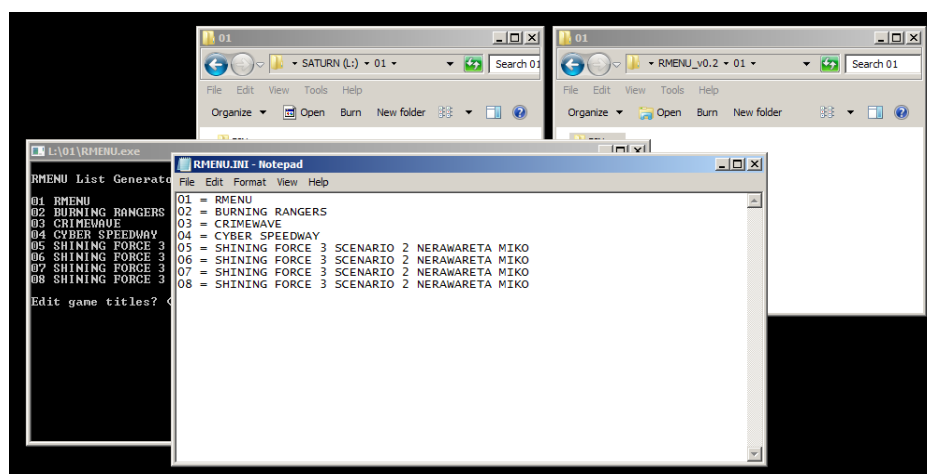 01
SATURN (L:) 01
Search 01
File Edit View Tools Help
Organize Open Burn New folder
01
RMENU_v0.2 01
Search 01
File Edit View Tools Help
Organize Open Burn New folder
L:\01\RMENU.exe
RMENU List Generato
01 RMENU
02 BURNING RANGERS
03 CRIMEWAVE
04 CYBER SPEEDWAY
05 SHINING FORCE 3
06 SHINING FORCE 3
07 SHINING FORCE 3
08 SHINING FORCE 3
Edit game titles? (
RMENU.INI - Notepad
File Edit Format View Help
01 = RMENU
02 = BURNING RANGERS
03 = CRIMEWAVE
04 = CYBER SPEEDWAY
05 = SHINING FORCE 3 SCENARIO 2 NERAWARETA MIKO
06 = SHINING FORCE 3 SCENARIO 2 NERAWARETA MIKO
07 = SHINING FORCE 3 SCENARIO 2 NERAWARETA MIKO
08 = SHINING FORCE 3 SCENARIO 2 NERAWARETA MIKO